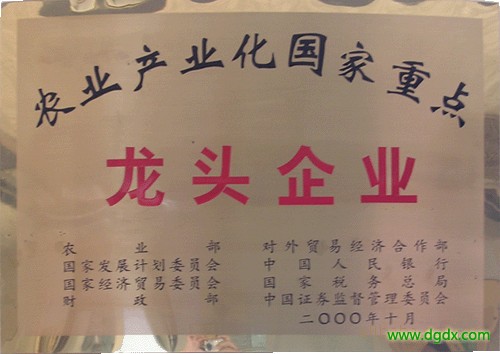 农业产业化国家重点
龙头企业
农业部 对外贸易经济合作部
国家发展计划委员会 中国人民银行
国家经济贸易委员会 国家税务总局
财政部 中国证券监督管理委员会
二〇〇〇年十月
www.dgdx.com